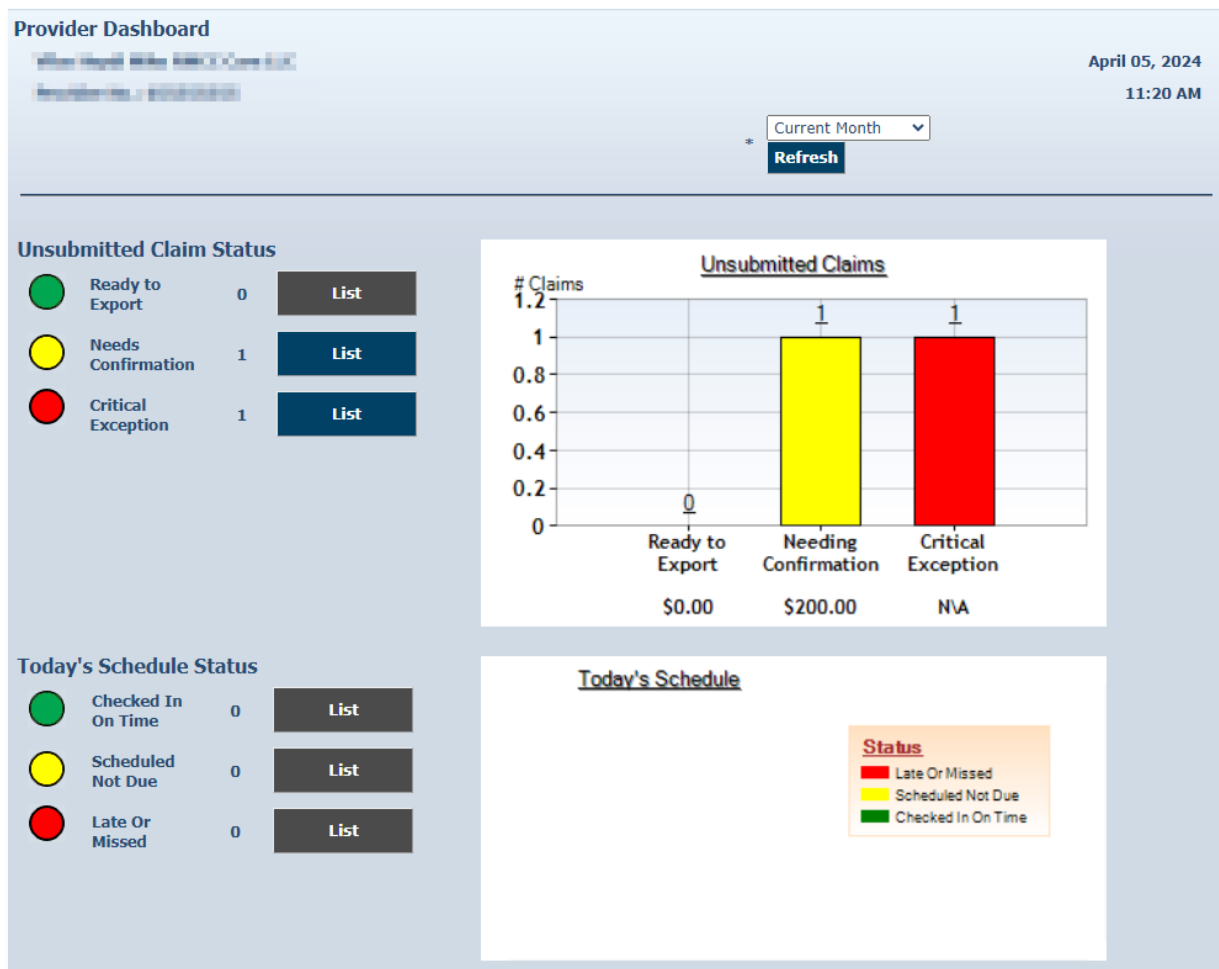 Provider Dashboard
April 05, 2024
11:20 AM
* Current Month
Refresh
Unsubmitted Claim Status
Ready to
Export
0
List
Needs
Confirmation
1
List
Critical
Exception
1
List
Unsubmitted Claims
# Claims
1.2
1
0.8
0.6
0.4
0.2
0
0
1
1
Ready to
Export
Needing
Confirmation
Critical
Exception
$0.00
$200.00
N\A
Today's Schedule Status
Checked In
On Time
0
List
Scheduled
Not Due
0
List
Late Or
Missed
0
List
Today's Schedule
Status
Late Or Missed
Scheduled Not Due
Checked In On Time